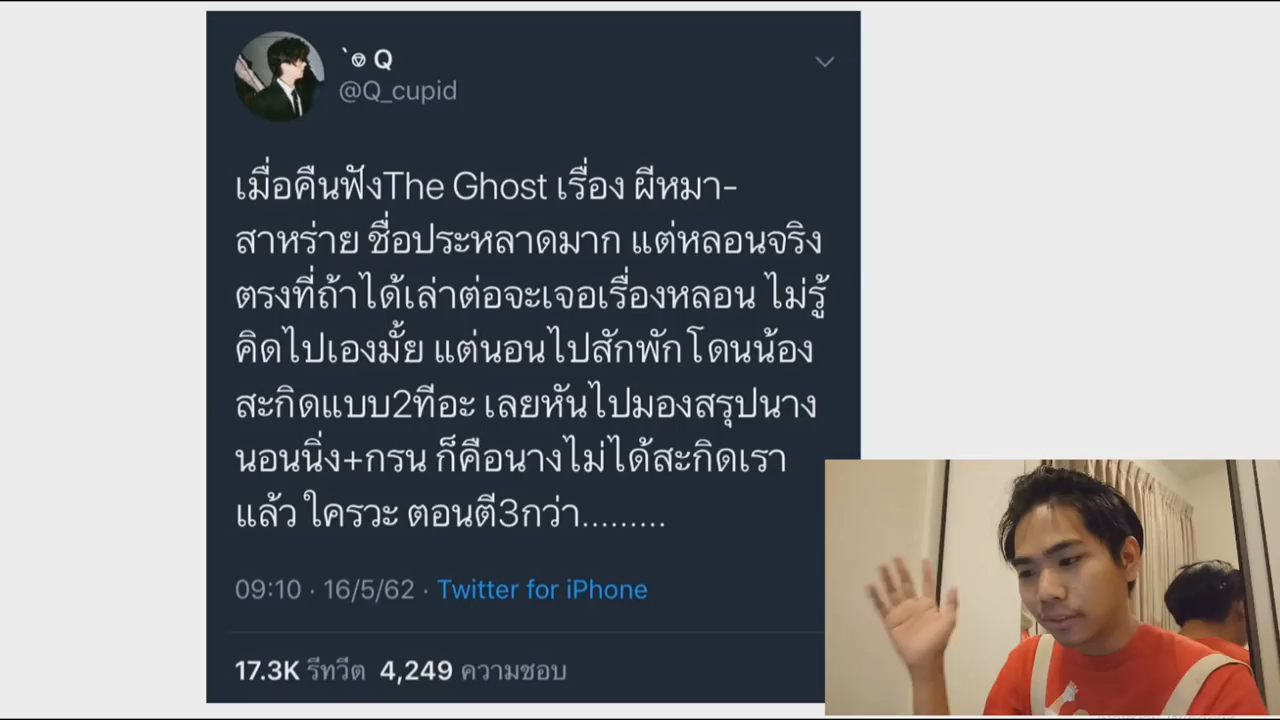 `⍟ Q
@Q_cupid
เมื่อคืนฟังThe Ghost เรื่อง ผีหมา-
สาหร่าย ชื่อประหลาดมาก แต่หลอนจริง
ตรงที่ถ้าได้เล่าต่อจะเจอเรื่องหลอน ไม่รู้
คิดไปเองมั้ย แต่นอนไปสักพักโดนน้อง
สะกิดแบบ2ทีอะ เลยหันไปมองสรุปนาง
นอนนิ่ง+กรน ก็คือนางไม่ได้สะกิดเรา
แล้วใครวะ ตอนตี3กว่า.........
09:10 · 16/5/62 · Twitter for iPhone
17.3K รีทวีต 4,249 ความชอบ